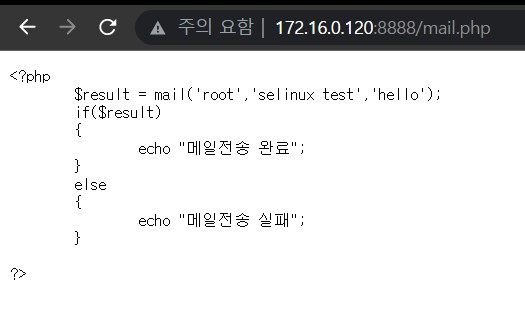 주의 요함 | 172.16.0.120:8888/mail.php
<?php
$result = mail('root','selinux test','hello');
if($result)
{
echo "메일전송 완료";
}
else
{
echo "메일전송 실패";
}
?>